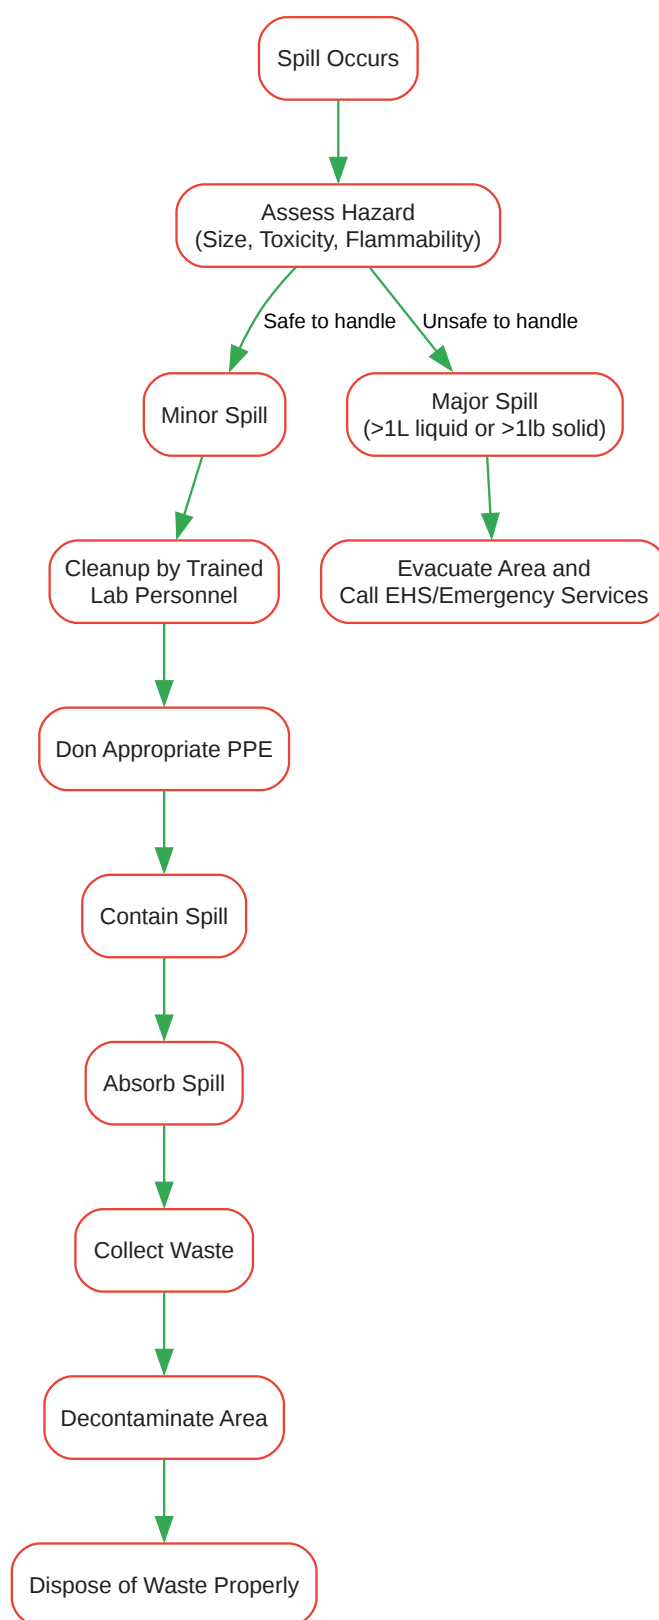 Spill Occurs
Assess Hazard
(Size, Toxicity, Flammability)
Safe to handle
Unsafe to handle
Minor Spill
Major Spill
(>1L liquid or >1lb solid)
Cleanup by Trained
Lab Personnel
Evacuate Area and
Call EHS/Emergency Services
Don Appropriate PPE
Contain Spill
Absorb Spill
Collect Waste
Decontaminate Area
Dispose of Waste Properly